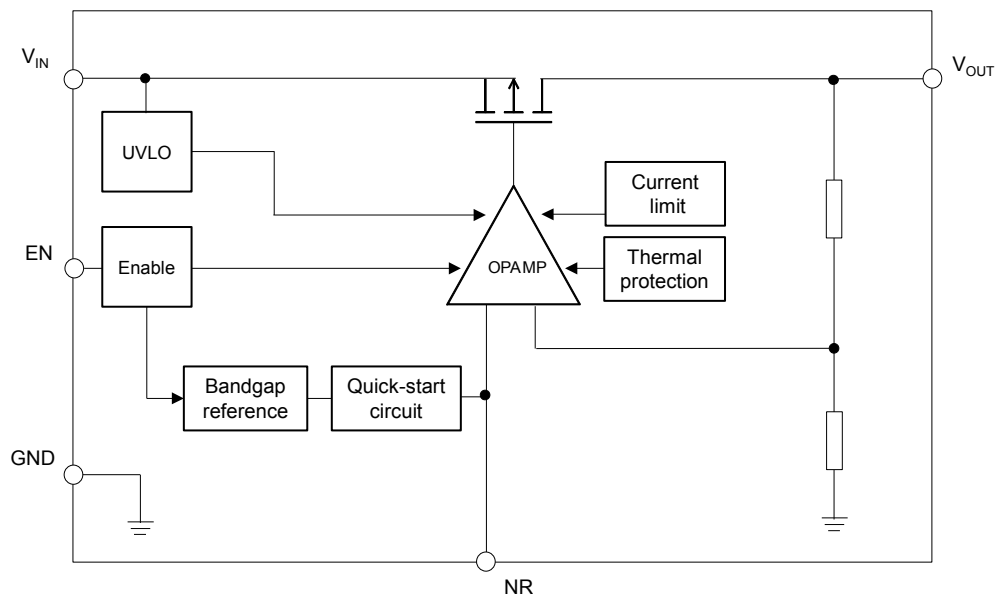 V_IN
V_OUT
UVLO
Current
limit
EN
Enable
OPAMP
Thermal
protection
Bandgap
reference
Quick-start
circuit
GND
NR